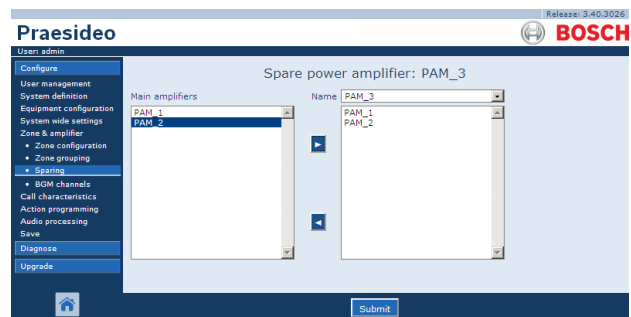 Release: 3.40.3026
Praesideo
BOSCH
User: admin
Configure
User management
System definition
Equipment configuration
System wide settings
Zone & amplifier
• Zone configuration
• Zone grouping
• Sparing
• BGM channels
Call characteristics
Action programming
Audio processing
Save
Diagnose
Upgrade
Spare power amplifier: PAM_3
Main amplifiers
Name PAM_3
PAM_1
PAM_2
PAM_1
PAM_2
Submit